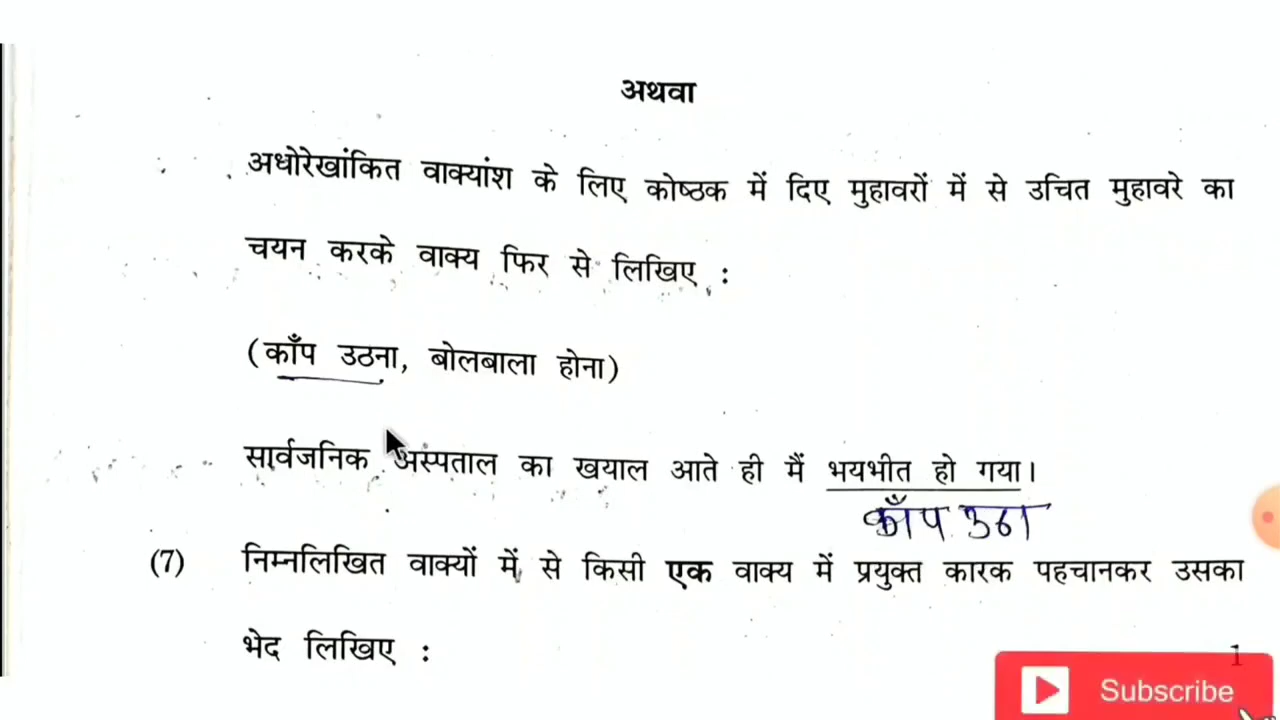 अथवा
अधोरेखांकित वाक्यांश के लिए कोष्ठक में दिए मुहावरों में से उचित मुहावरे का
चयन करके वाक्य फिर से लिखिए :
(काँप उठना, बोलबाला होना)
सार्वजनिक अस्पताल का खयाल आते ही मैं भयभीत हो गया।
काँप उठा
(7) निम्नलिखित वाक्यों में से किसी एक वाक्य में प्रयुक्त कारक पहचानकर उसका
भेद लिखिए :
1
Subscribe